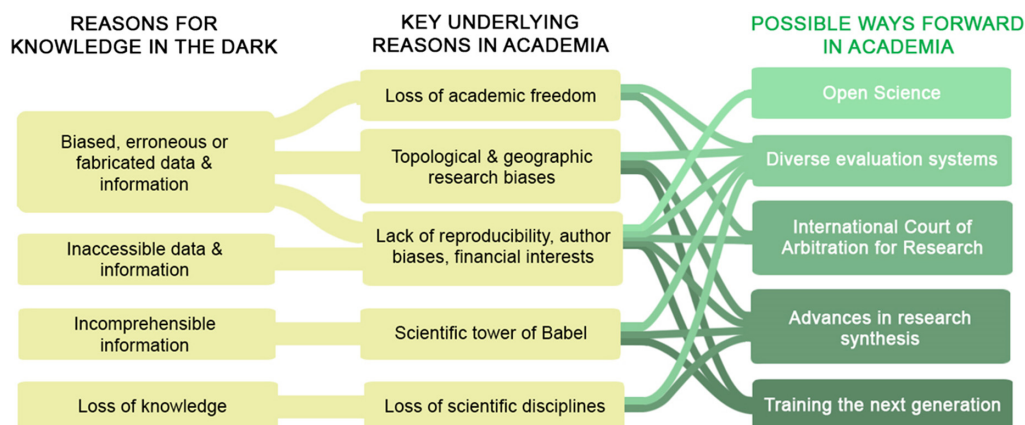 REASONS FOR
KNOWLEDGE IN THE DARK
Biased, erroneous or
fabricated data &
information
Inaccessible data &
information
Incomprehensible
information
Loss of knowledge
KEY UNDERLYING
REASONS IN ACADEMIA
Loss of academic freedom
Topological & geographic
research biases
Lack of reproducibility, author
biases, financial interests
Scientific tower of Babel
Loss of scientific disciplines
POSSIBLE WAYS FORWARD
IN ACADEMIA
Open Science
Diverse evaluation systems
International Court of
Arbitration for Research
Advances in research
synthesis
Training the next generation